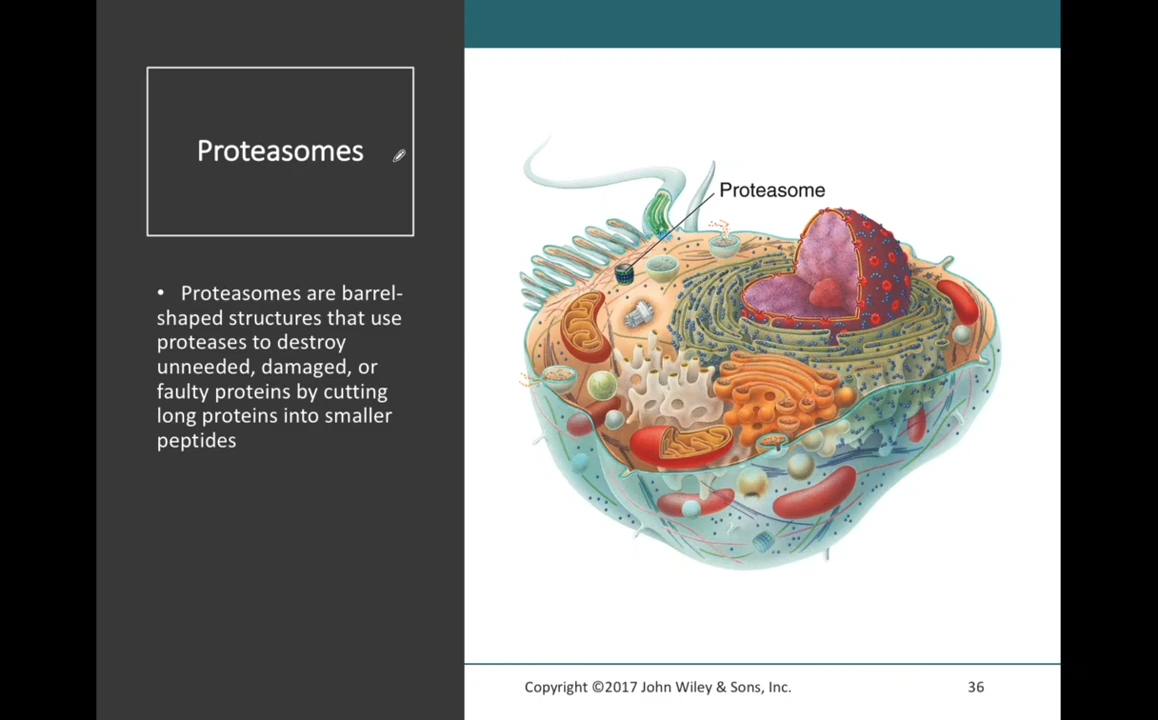 Proteasomes
• Proteasomes are barrel-
shaped structures that use
proteases to destroy
unneeded, damaged, or
faulty proteins by cutting
long proteins into smaller
peptides
Proteasome
Copyright ©2017 John Wiley & Sons, Inc.
36